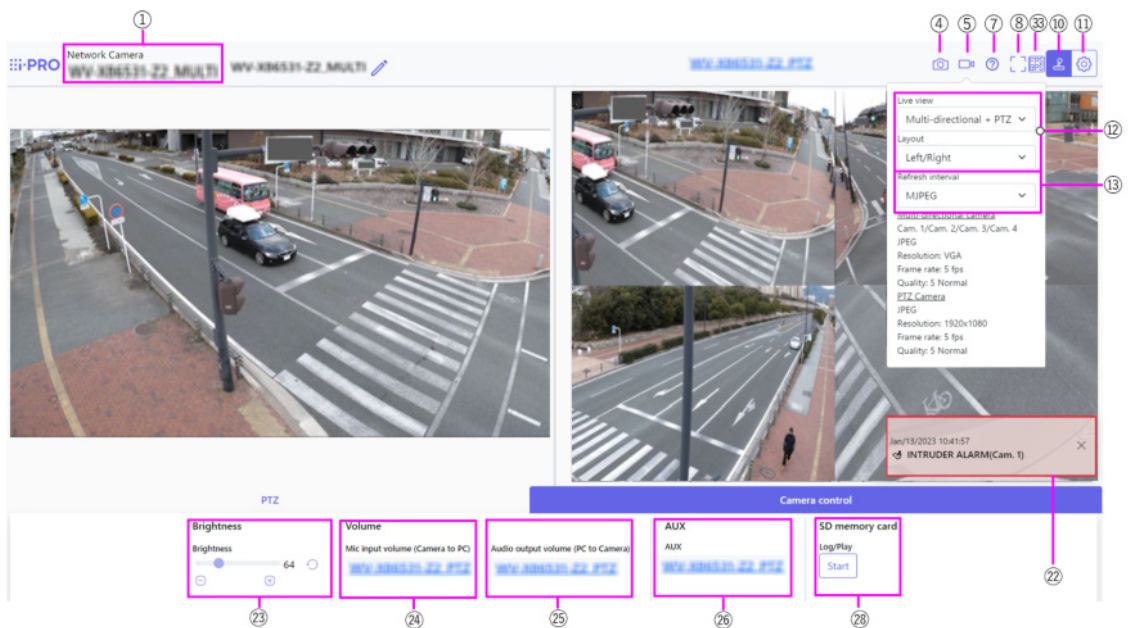 ① ④ ⑤ ⑦ ⑧ ㉝ ⑩ ⑪
i-PRO
Network Camera
WV-X86531-Z2_MULTI WV-X86531-Z2_MULTI WV-X86531-Z2_PTZ
Live view
Multi-directional + PTZ
⑫
Layout
Left/Right
Refresh interval
⑬
MJPEG
Multi-directional Camera
Cam. 1/Cam. 2/Cam. 3/Cam. 4
JPEG
Resolution: VGA
Frame rate: 5 fps
Quality: 5 Normal
PTZ Camera
JPEG
Resolution: 1920x1080
Frame rate: 5 fps
Quality: 5 Normal
Jan/13/2023 10:41:57
INTRUDER ALARM(Cam. 1)
㉒
PTZ Camera control
Brightness
Brightness
64
㉓
Volume
Mic input volume (Camera to PC)
WV-X86531-Z2_PTZ
㉔
Audio output volume (PC to Camera)
WV-X86531-Z2_PTZ
㉕
AUX
AUX
WV-X86531-Z2_PTZ
㉖
SD memory card
Log/Play
Start
㉘